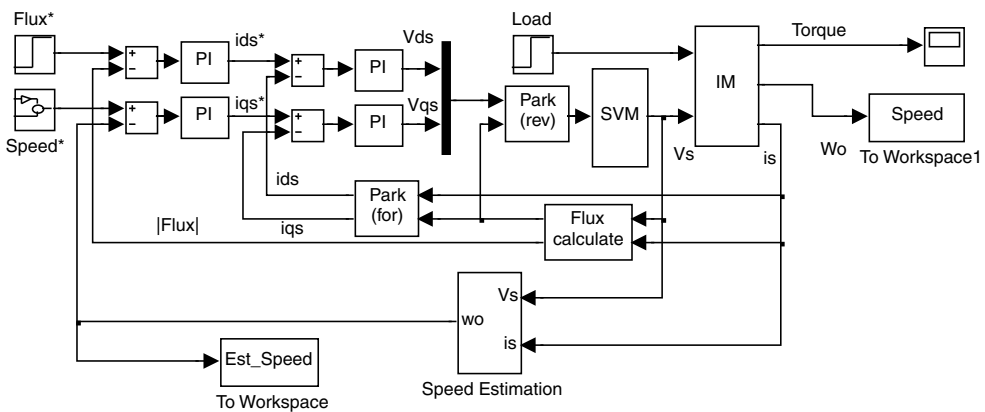 Flux*
+
−
PI
ids*
+
−
PI
Vds
Load
Torque
Speed*
+
−
PI
iqs*
+
−
PI
Vqs
Park
(rev)
SVM
IM
Vs
is
Wo
Speed
To Workspace1
ids
iqs
Park
(for)
|Flux|
Flux
calculate
Vs
wo
is
Speed Estimation
Est_Speed
To Workspace